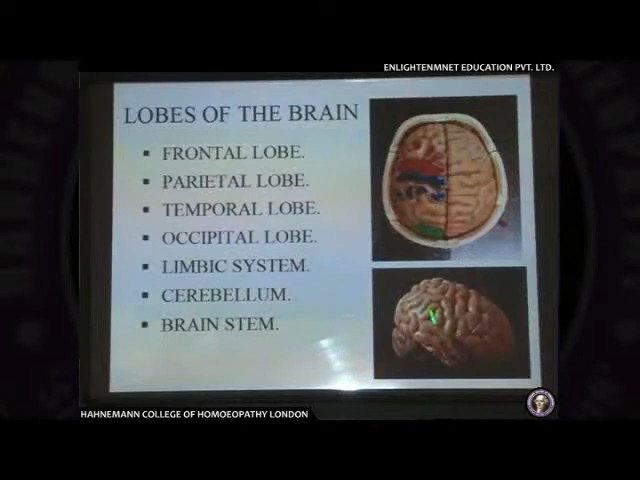 ENLIGHTENMNET EDUCATION PVT. LTD.
LOBES OF THE BRAIN
▪ FRONTAL LOBE.
▪ PARIETAL LOBE.
▪ TEMPORAL LOBE.
▪ OCCIPITAL LOBE.
▪ LIMBIC SYSTEM.
▪ CEREBELLUM.
▪ BRAIN STEM.
HAHNEMANN COLLEGE OF HOMOEOPATHY LONDON